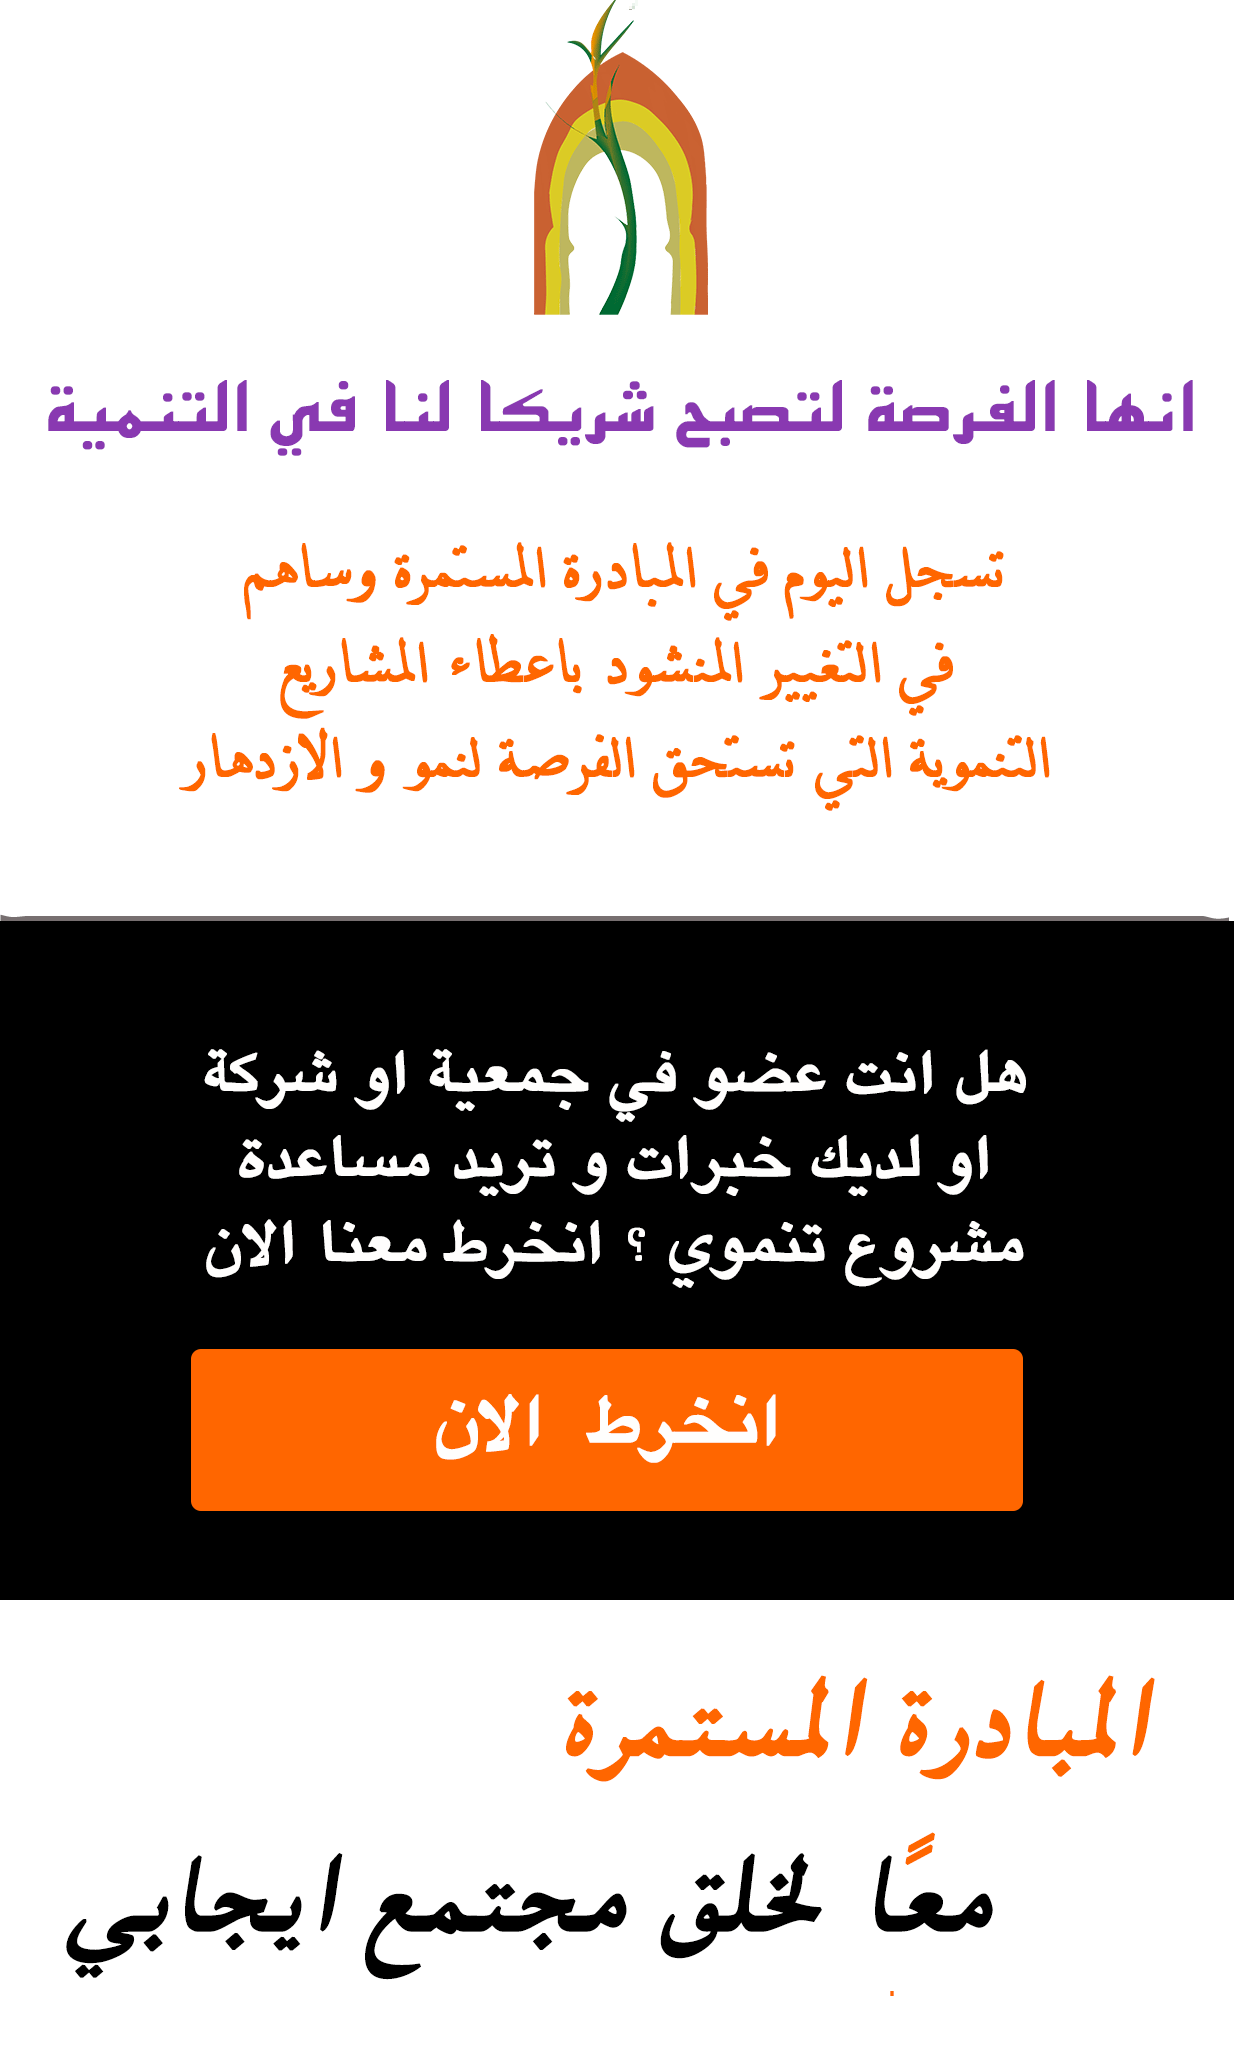 انها الفرصة لتصبح شريكا لنا في التنمية
تسجل اليوم في المبادرة المستمرة وساهم
في التغيير المنشود باعطاء المشاريع
التنموية التي تستحق الفرصة لنمو و الازدهار
هل انت عضو في جمعية او شركة
او لديك خبرات و تريد مساعدة
مشروع تنموي ؟ انخرط معنا الان
انخرط الان
المبادرة المستمرة
معًا لخلق مجتمع ايجابي